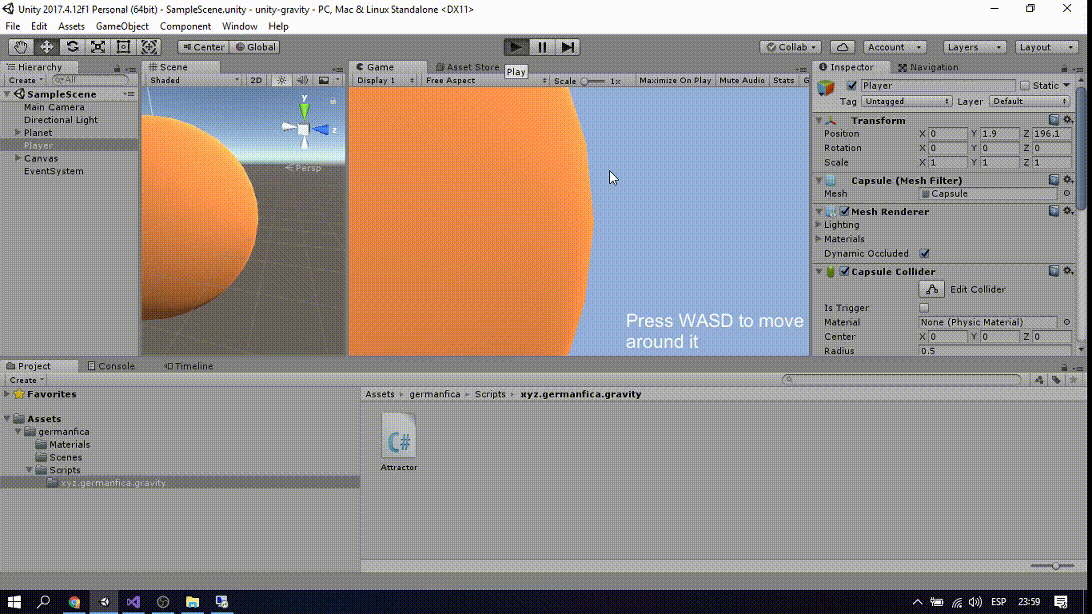 Unity 2017.4.12f1 Personal (64bit) - SampleScene.unity - unity-gravity - PC, Mac & Linux Standalone <DX11>
File Edit Assets GameObject Component Window Help
Center Global Collab Account Layers Layout
Play
Hierarchy
Create All
SampleScene
Main Camera
Directional Light
Planet
Player
Canvas
EventSystem
Scene
Shaded 2D
y
z
Persp
Game Asset Store
Display 1 Free Aspect Scale 1x Maximize On Play Mute Audio Stats G
Press WASD to move
around it
Inspector Navigation
Player Static
Tag Untagged Layer Default
Transform
Position X 0 Y 1.9 Z 196.1
Rotation X 0 Y 0 Z 0
Scale X 1 Y 1 Z 1
Capsule (Mesh Filter)
Mesh Capsule
Mesh Renderer
Lighting
Materials
Dynamic Occluded
Capsule Collider
Edit Collider
Is Trigger
Material None (Physic Material)
Center X 0 Y 0 Z 0
Radius 0.5
Project Console Timeline
Create
Favorites
Assets
germanfica
Materials
Scenes
Scripts
xyz.germanfica.gravity
Assets germanfica Scripts xyz.germanfica.gravity
C#
Attractor
ESP 23:59